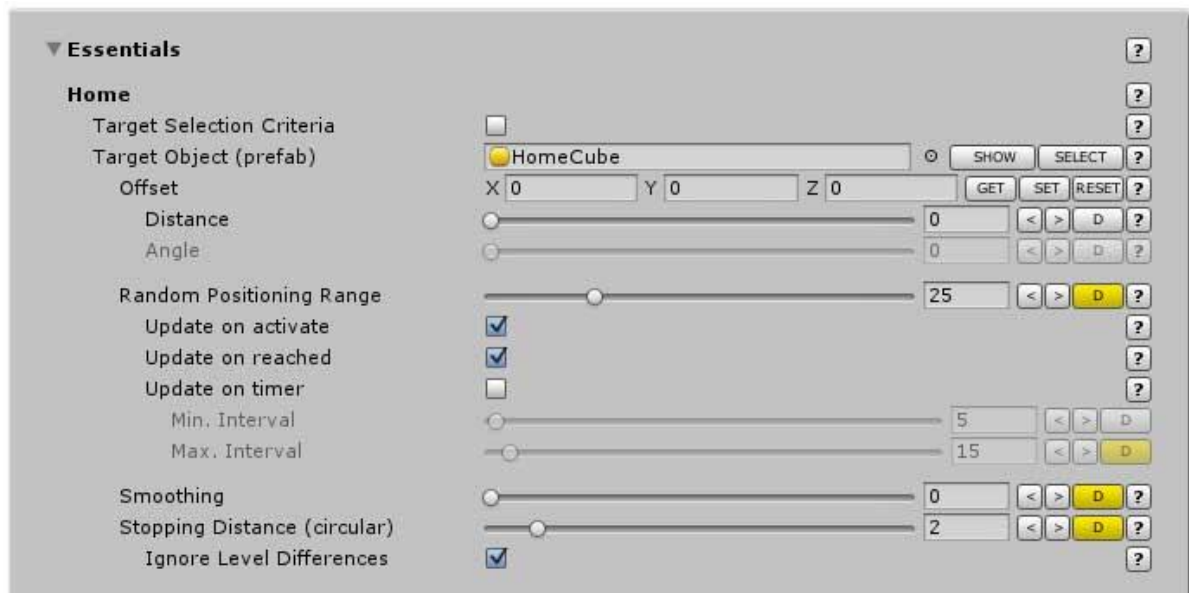 Essentials ?
Home ?
Target Selection Criteria ?
Target Object (prefab) HomeCube SHOW SELECT ?
Offset X 0 Y 0 Z 0 GET SET RESET ?
Distance 0 < > D ?
Angle 0 < > D ?
Random Positioning Range 25 < > D ?
Update on activate ?
Update on reached ?
Update on timer ?
Min. Interval 5 < > D
Max. Interval 15 < > D
Smoothing 0 < > D ?
Stopping Distance (circular) 2 < > D ?
Ignore Level Differences ?